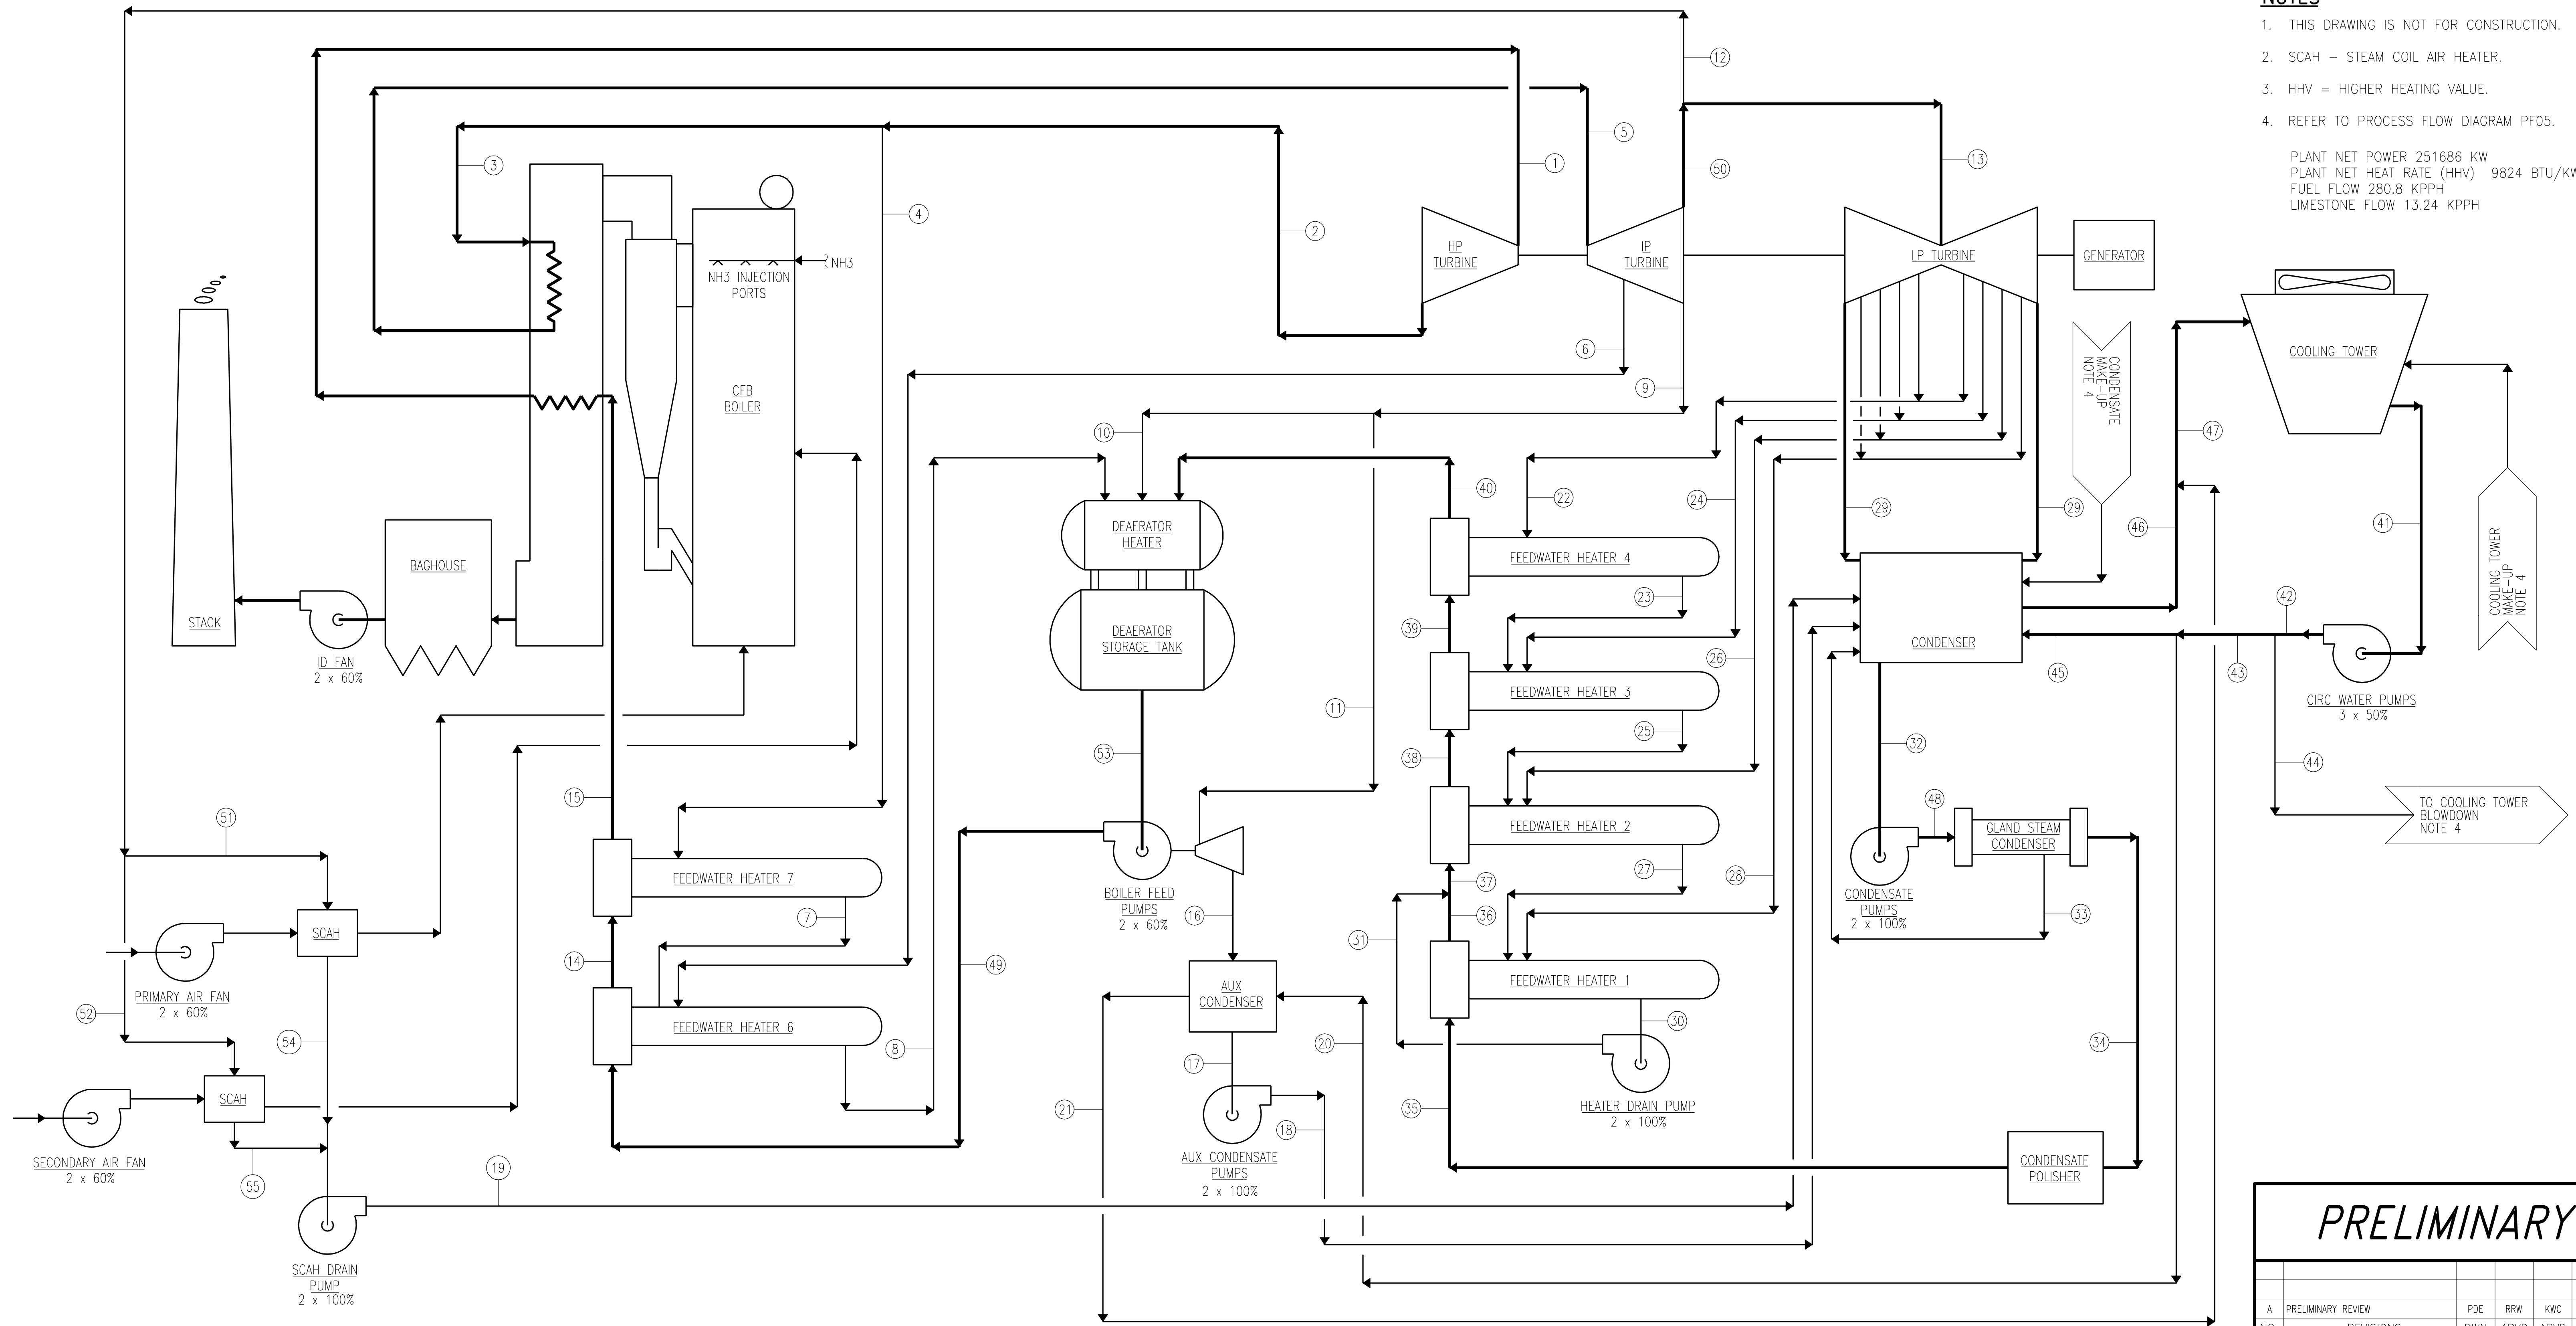 NOTES
1. THIS DRAWING IS NOT FOR CONSTRUCTION.
2. SCAH – STEAM COIL AIR HEATER.
3. HHV = HIGHER HEATING VALUE.
4. REFER TO PROCESS FLOW DIAGRAM PF05.
PLANT NET POWER 251686 KW
PLANT NET HEAT RATE (HHV) 9824 BTU/KW
FUEL FLOW 280.8 KPPH
LIMESTONE FLOW 13.24 KPPH
12
5
1
50
13
3
4
2
HP
TURBINE
IP
TURBINE
LP TURBINE
GENERATOR
NH3
NH3 INJECTION
PORTS
6
9
COOLING TOWER
CONDENSATE
MAKE-UP
NOTE 4
CFB
BOILER
10
47
22
24
40
29
29
46
41
COOLING TOWER
MAKE-UP
NOTE 4
DEAERATOR
HEATER
FEEDWATER HEATER 4
BAGHOUSE
23
42
STACK
39
DEAERATOR
STORAGE TANK
CONDENSER
ID FAN
2 x 60%
26
45
43
FEEDWATER HEATER 3
CIRC WATER PUMPS
3 x 50%
11
25
53
38
32
44
15
51
48
TO COOLING TOWER
BLOWDOWN
NOTE 4
FEEDWATER HEATER 2
GLAND STEAM
CONDENSER
FEEDWATER HEATER 7
27
28
37
BOILER FEED
PUMPS
2 x 60%
CONDENSATE
PUMPS
2 x 100%
7
16
36
33
SCAH
31
14
49
PRIMARY AIR FAN
2 x 60%
FEEDWATER HEATER 1
AUX
CONDENSER
52
FEEDWATER HEATER 6
30
54
8
20
34
17
SCAH
21
35
HEATER DRAIN PUMP
2 x 100%
18
SECONDARY AIR FAN
2 x 60%
55
19
AUX CONDENSATE
PUMPS
2 x 100%
CONDENSATE
POLISHER
SCAH DRAIN
PUMP
2 x 100%
PRELIMINARY
A PRELIMINARY REVIEW PDE RRW KWC
NO. REVISIONS DWN APVD APVD